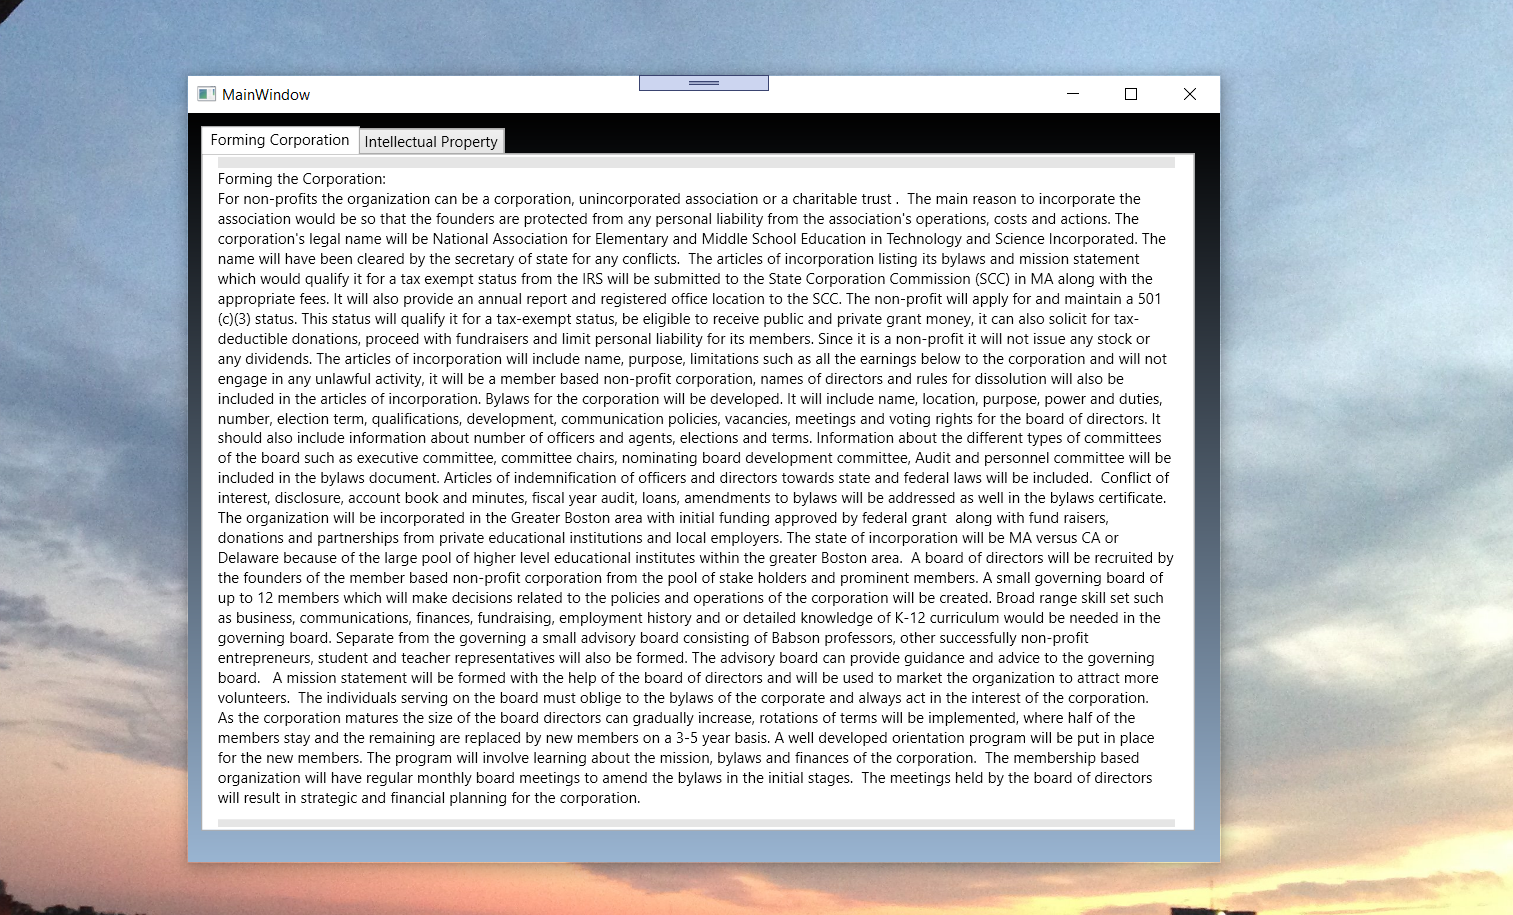 MainWindow
Forming Corporation
Intellectual Property
Forming the Corporation:
For non-profits the organization can be a corporation, unincorporated association or a charitable trust .  The main reason to incorporate the
association would be so that the founders are protected from any personal liability from the association's operations, costs and actions. The
corporation's legal name will be National Association for Elementary and Middle School Education in Technology and Science Incorporated. The
name will have been cleared by the secretary of state for any conflicts.  The articles of incorporation listing its bylaws and mission statement
which would qualify it for a tax exempt status from the IRS will be submitted to the State Corporation Commission (SCC) in MA along with the
appropriate fees. It will also provide an annual report and registered office location to the SCC. The non-profit will apply for and maintain a 501
(c)(3) status. This status will qualify it for a tax-exempt status, be eligible to receive public and private grant money, it can also solicit for tax-
deductible donations, proceed with fundraisers and limit personal liability for its members. Since it is a non-profit it will not issue any stock or
any dividends. The articles of incorporation will include name, purpose, limitations such as all the earnings below to the corporation and will not
engage in any unlawful activity, it will be a member based non-profit corporation, names of directors and rules for dissolution will also be
included in the articles of incorporation. Bylaws for the corporation will be developed. It will include name, location, purpose, power and duties,
number, election term, qualifications, development, communication policies, vacancies, meetings and voting rights for the board of directors. It
should also include information about number of officers and agents, elections and terms. Information about the different types of committees
of the board such as executive committee, committee chairs, nominating board development committee, Audit and personnel committee will be
included in the bylaws document. Articles of indemnification of officers and directors towards state and federal laws will be included.  Conflict of
interest, disclosure, account book and minutes, fiscal year audit, loans, amendments to bylaws will be addressed as well in the bylaws certificate.
The organization will be incorporated in the Greater Boston area with initial funding approved by federal grant  along with fund raisers,
donations and partnerships from private educational institutions and local employers. The state of incorporation will be MA versus CA or
Delaware because of the large pool of higher level educational institutes within the greater Boston area.  A board of directors will be recruited by
the founders of the member based non-profit corporation from the pool of stake holders and prominent members. A small governing board of
up to 12 members which will make decisions related to the policies and operations of the corporation will be created. Broad range skill set such
as business, communications, finances, fundraising, employment history and or detailed knowledge of K-12 curriculum would be needed in the
governing board. Separate from the governing a small advisory board consisting of Babson professors, other successfully non-profit
entrepreneurs, student and teacher representatives will also be formed. The advisory board can provide guidance and advice to the governing
board.   A mission statement will be formed with the help of the board of directors and will be used to market the organization to attract more
volunteers.  The individuals serving on the board must oblige to the bylaws of the corporate and always act in the interest of the corporation.
As the corporation matures the size of the board directors can gradually increase, rotations of terms will be implemented, where half of the
members stay and the remaining are replaced by new members on a 3-5 year basis. A well developed orientation program will be put in place
for the new members. The program will involve learning about the mission, bylaws and finances of the corporation.  The membership based
organization will have regular monthly board meetings to amend the bylaws in the initial stages.  The meetings held by the board of directors
will result in strategic and financial planning for the corporation.